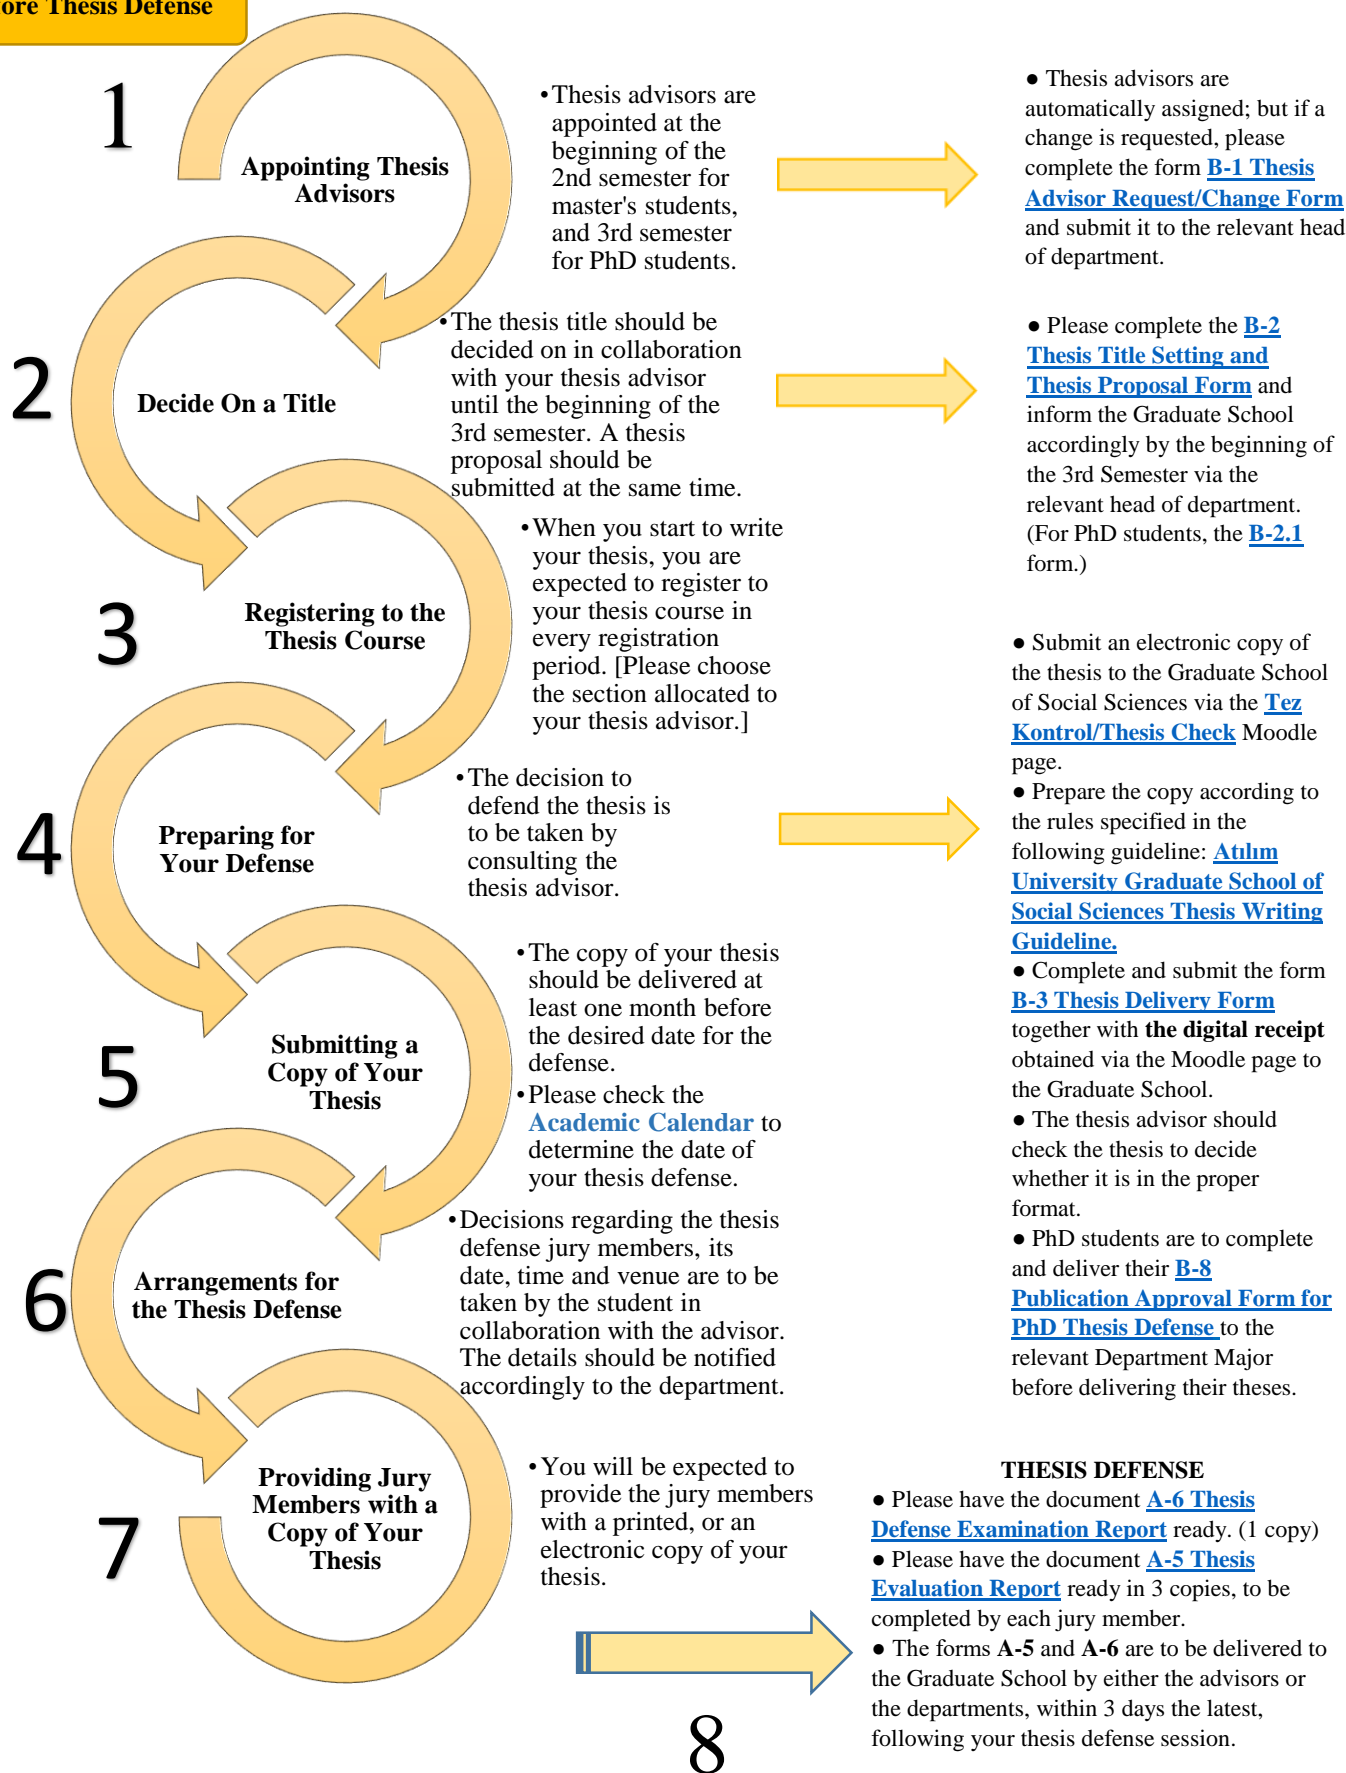 Thesis Defense
1
Appointing Thesis
Advisors
•Thesis advisors are
appointed at the
beginning of the
2nd semester for
master's students,
and 3rd semester
for PhD students.
● Thesis advisors are
automatically assigned; but if a
change is requested, please
complete the form B-1 Thesis
Advisor Request/Change Form
and submit it to the relevant head
of department.
2
Decide On a Title
•The thesis title should be
decided on in collaboration
with your thesis advisor
until the beginning of the
3rd semester. A thesis
proposal should be
submitted at the same time.
● Please complete the B-2
Thesis Title Setting and
Thesis Proposal Form and
inform the Graduate School
accordingly by the beginning of
the 3rd Semester via the
relevant head of department.
(For PhD students, the B-2.1
form.)
3
Registering to the
Thesis Course
•When you start to write
your thesis, you are
expected to register to
your thesis course in
every registration
period. [Please choose
the section allocated to
your thesis advisor.]
4
Preparing for
Your Defense
•The decision to
defend the thesis is
to be taken by
consulting the
thesis advisor.
● Submit an electronic copy of
the thesis to the Graduate School
of Social Sciences via the Tez
Kontrol/Thesis Check Moodle
page.
● Prepare the copy according to
the rules specified in the
following guideline: Atılım
University Graduate School of
Social Sciences Thesis Writing
Guideline.
● Complete and submit the form
B-3 Thesis Delivery Form
together with the digital receipt
obtained via the Moodle page to
the Graduate School.
● The thesis advisor should
check the thesis to decide
whether it is in the proper
format.
● PhD students are to complete
and deliver their B-8
Publication Approval Form for
PhD Thesis Defense to the
relevant Department Major
before delivering their theses.
5
Submitting a
Copy of Your
Thesis
•The copy of your thesis
should be delivered at
least one month before
the desired date for the
defense.
•Please check the
Academic Calendar to
determine the date of
your thesis defense.
6
Arrangements for
the Thesis Defense
•Decisions regarding the thesis
defense jury members, its
date, time and venue are to be
taken by the student in
collaboration with the advisor.
The details should be notified
accordingly to the department.
7
Providing Jury
Members with a
Copy of Your
Thesis
•You will be expected to
provide the jury members
with a printed, or an
electronic copy of your
thesis.
8
THESIS DEFENSE
● Please have the document A-6 Thesis
Defense Examination Report ready. (1 copy)
● Please have the document A-5 Thesis
Evaluation Report ready in 3 copies, to be
completed by each jury member.
● The forms A-5 and A-6 are to be delivered to
the Graduate School by either the advisors or
the departments, within 3 days the latest,
following your thesis defense session.